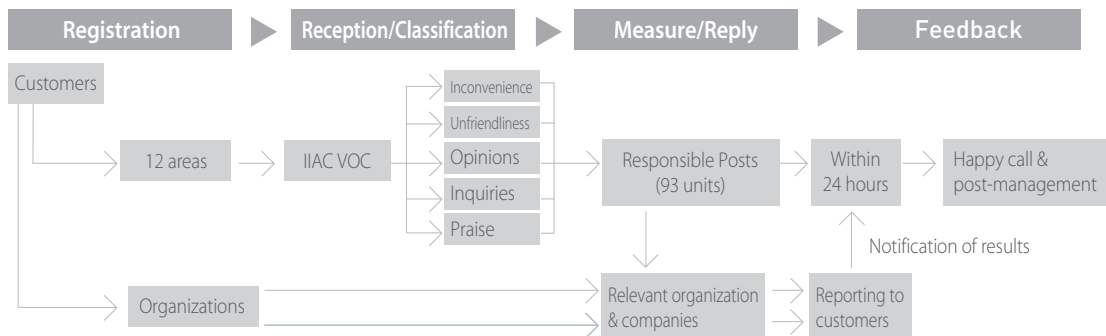 Registration
Reception/Classification
Measure/Reply
Feedback
Customers
12 areas
IIAC VOC
Inconvenience
Unfriendliness
Opinions
Inquiries
Praise
Responsible Posts
(93 units)
Within
24 hours
Happy call &
post-management
Notification of results
Organizations
Relevant organization
& companies
Reporting to
customers